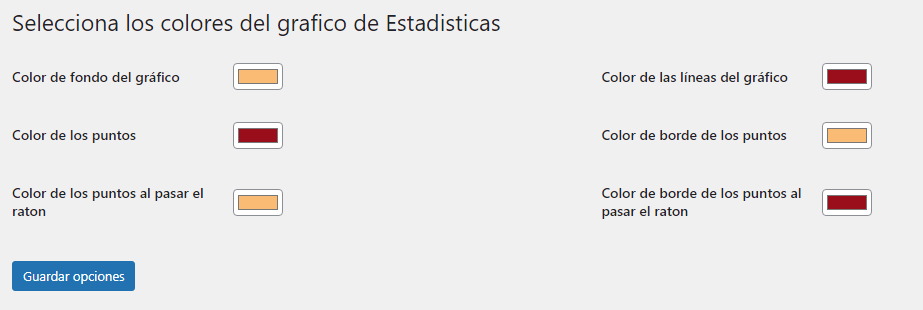 Selecciona los colores del grafico de Estadisticas
Color de fondo del gráfico
Color de las líneas del gráfico
Color de los puntos
Color de borde de los puntos
Color de los puntos al pasar el
raton
Color de borde de los puntos al
pasar el raton
Guardar opciones